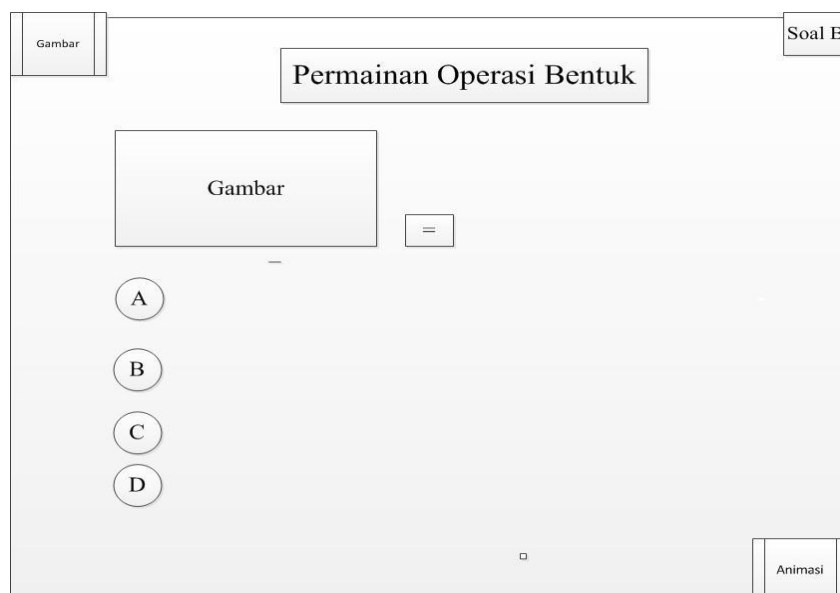 Gambar
Soal B
Permainan Operasi Bentuk
Gambar
=
A
B
C
D
Animasi